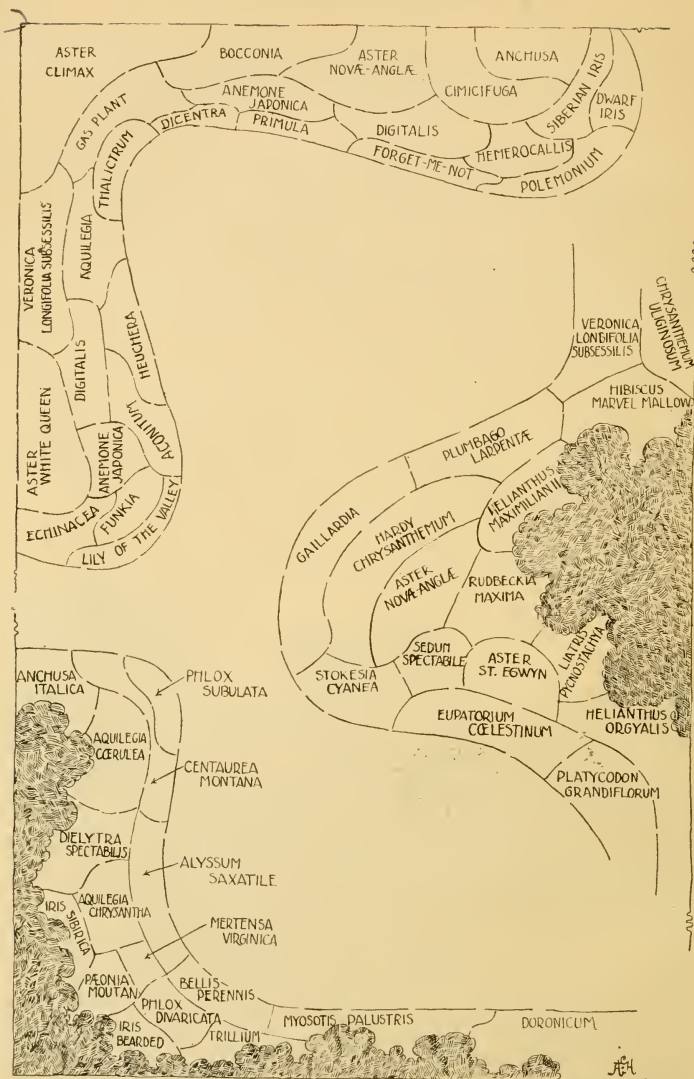 ASTER
CLIMAX
BOCCONIA
ASTER
NOVÆ-ANGLÆ
ANCHUSA
CIMICIFUGA
SIBERIAN IRIS
DWARF
IRIS
GAS PLANT
ANEMONE
JAPONICA
DICENTRA
PRIMULA
DIGITALIS
FORGET-ME-NOT
HEMEROCALLIS
POLEMONIUM
THALICTRUM
VERONICA
LONGIFOLIA SUBSESSILIS
AQUILEGIA
HEUCHERA
DIGITALIS
ASTER
WHITE QUEEN
ANEMONE
JAPONICA
ACONITUM
ECHINACEA
FUNKIA
LILY OF THE VALLEY
VERONICA
LONGIFOLIA
SUBSESSILIS
CHRYSANTHEMUM
ULIGINOSUM
HIBISCUS
MARVEL MALLOW
PLUMBAGO
LARPENTÆ
HELIANTHUS
MAXIMILIANII
GAILLARDIA
HARDY
CHRYSANTHEMUM
ASTER
NOVÆ-ANGLÆ
RUDBECKIA
MAXIMA
STOKESIA
CYANEA
SEDUM
SPECTABILE
ASTER
ST. EGWYN
LIATRIS
PYCNOSTACHYA
EUPATORIUM
CŒLESTINUM
HELIANTHUS
ORGYALIS
PLATYCODON
GRANDIFLORUM
ANCHUSA
ITALICA
PHLOX
SUBULATA
AQUILEGIA
CŒRULEA
CENTAUREA
MONTANA
DIELYTRA
SPECTABILIS
ALYSSUM
SAXATILE
IRIS
SIBIRICA
AQUILEGIA
CHRYSANTHA
MERTENSA
VIRGINICA
PÆONIA
MOUTAN
BELLIS
PERENNIS
PHLOX
DIVARICATA
IRIS
BEARDED
TRILLIUM
MYOSOTIS PALUSTRIS
DORONICUM